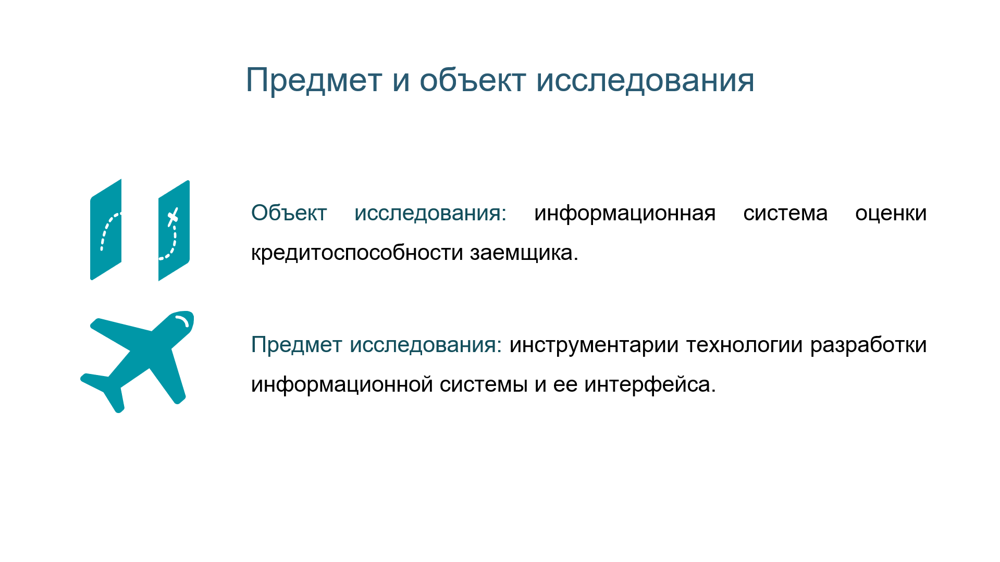 Предмет и объект исследования
Объект исследования: информационная система оценки
кредитоспособности заемщика.
Предмет исследования: инструментарии технологии разработки
информационной системы и ее интерфейса.